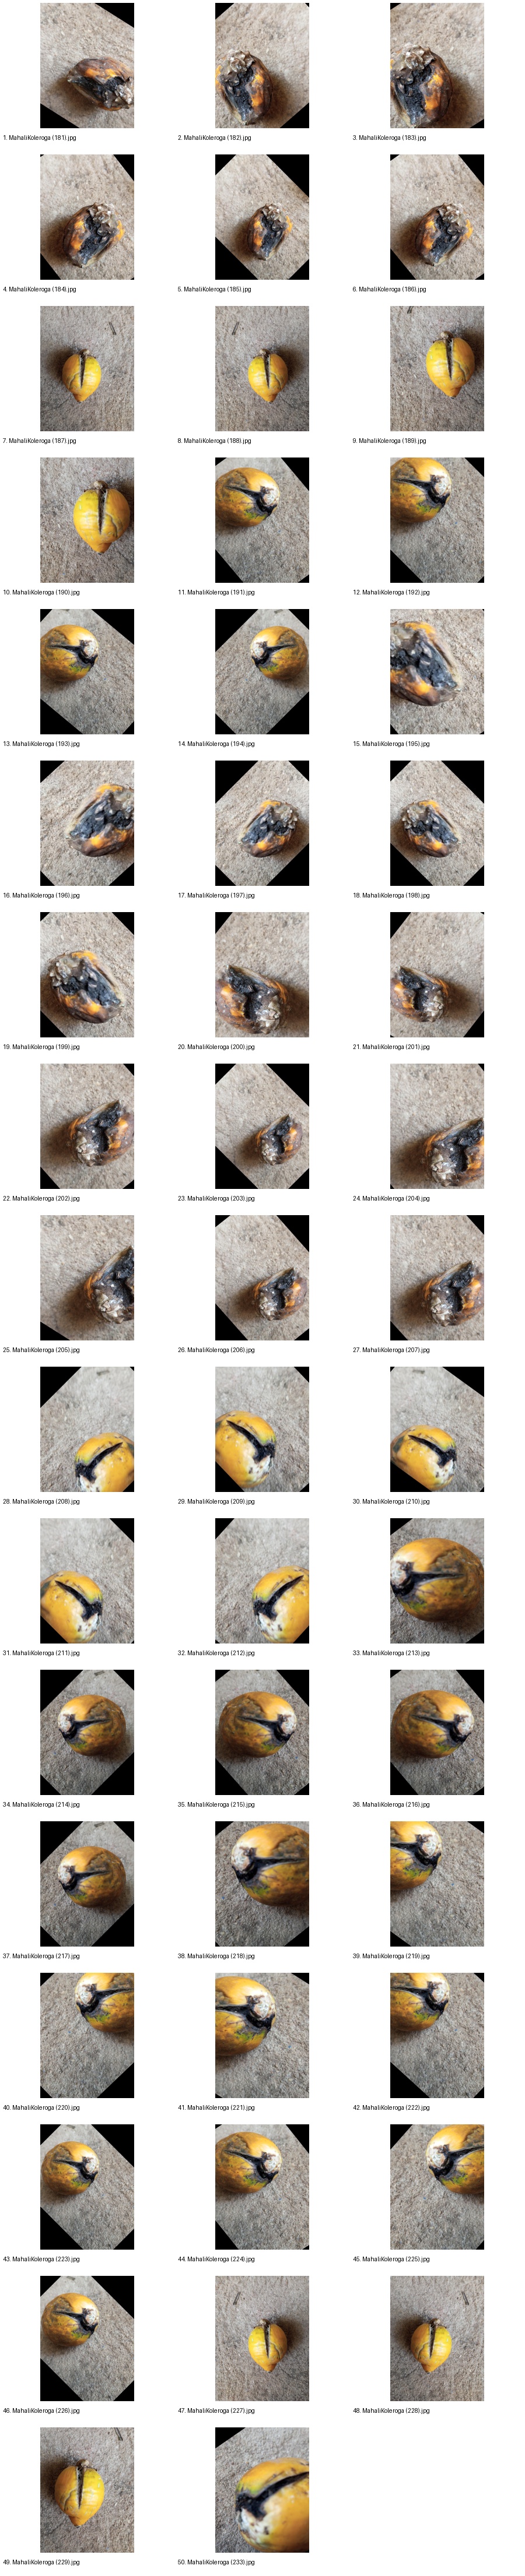 1. MahaliKoleroga (181).jpg
2. MahaliKoleroga (182).jpg
3. MahaliKoleroga (183).jpg
4. MahaliKoleroga (184).jpg
5. MahaliKoleroga (185).jpg
6. MahaliKoleroga (186).jpg
7. MahaliKoleroga (187).jpg
8. MahaliKoleroga (188).jpg
9. MahaliKoleroga (189).jpg
10. MahaliKoleroga (190).jpg
11. MahaliKoleroga (191).jpg
12. MahaliKoleroga (192).jpg
13. MahaliKoleroga (193).jpg
14. MahaliKoleroga (194).jpg
15. MahaliKoleroga (195).jpg
16. MahaliKoleroga (196).jpg
17. MahaliKoleroga (197).jpg
18. MahaliKoleroga (198).jpg
19. MahaliKoleroga (199).jpg
20. MahaliKoleroga (200).jpg
21. MahaliKoleroga (201).jpg
22. MahaliKoleroga (202).jpg
23. MahaliKoleroga (203).jpg
24. MahaliKoleroga (204).jpg
25. MahaliKoleroga (205).jpg
26. MahaliKoleroga (206).jpg
27. MahaliKoleroga (207).jpg
28. MahaliKoleroga (208).jpg
29. MahaliKoleroga (209).jpg
30. MahaliKoleroga (210).jpg
31. MahaliKoleroga (211).jpg
32. MahaliKoleroga (212).jpg
33. MahaliKoleroga (213).jpg
34. MahaliKoleroga (214).jpg
35. MahaliKoleroga (215).jpg
36. MahaliKoleroga (216).jpg
37. MahaliKoleroga (217).jpg
38. MahaliKoleroga (218).jpg
39. MahaliKoleroga (219).jpg
40. MahaliKoleroga (220).jpg
41. MahaliKoleroga (221).jpg
42. MahaliKoleroga (222).jpg
43. MahaliKoleroga (223).jpg
44. MahaliKoleroga (224).jpg
45. MahaliKoleroga (225).jpg
46. MahaliKoleroga (226).jpg
47. MahaliKoleroga (227).jpg
48. MahaliKoleroga (228).jpg
49. MahaliKoleroga (229).jpg
50. MahaliKoleroga (233).jpg